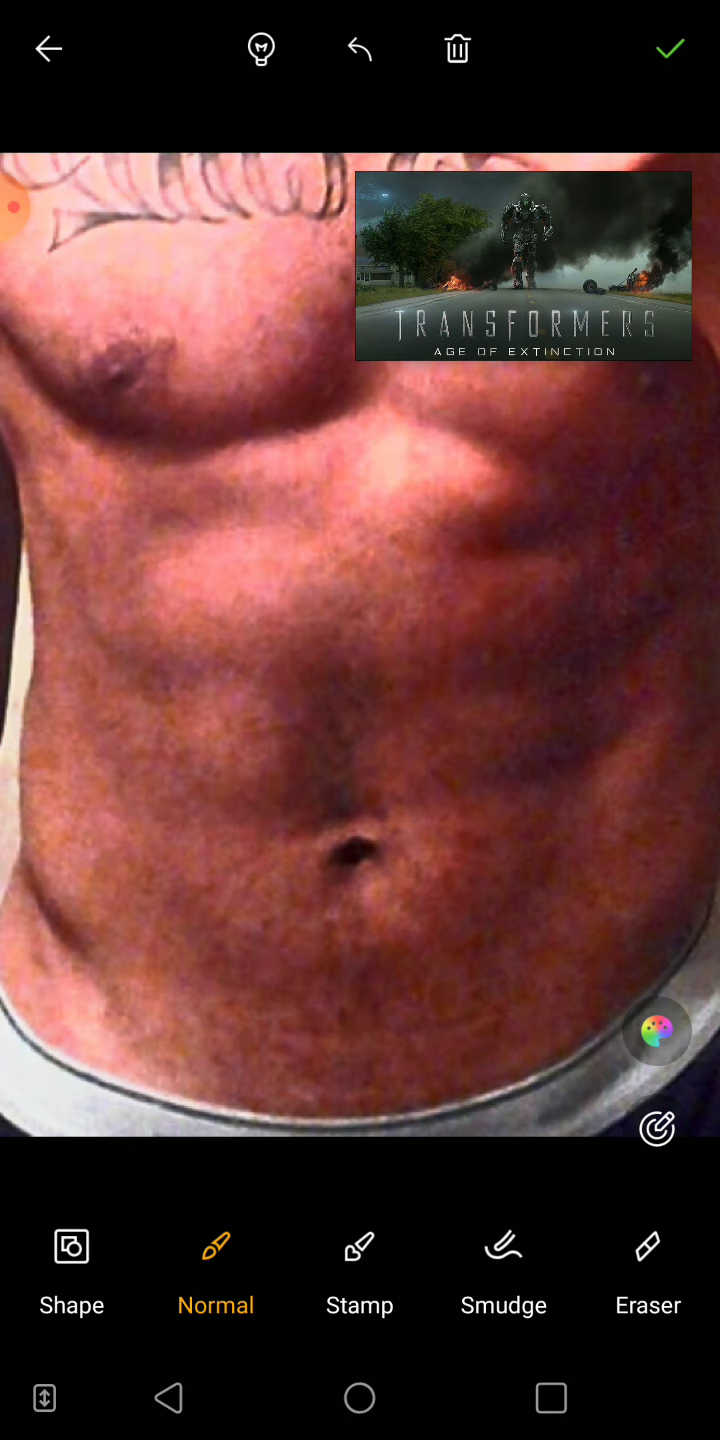 TRANSFORMERS
AGE OF EXTINCTION
Shape
Normal
Stamp
Smudge
Eraser